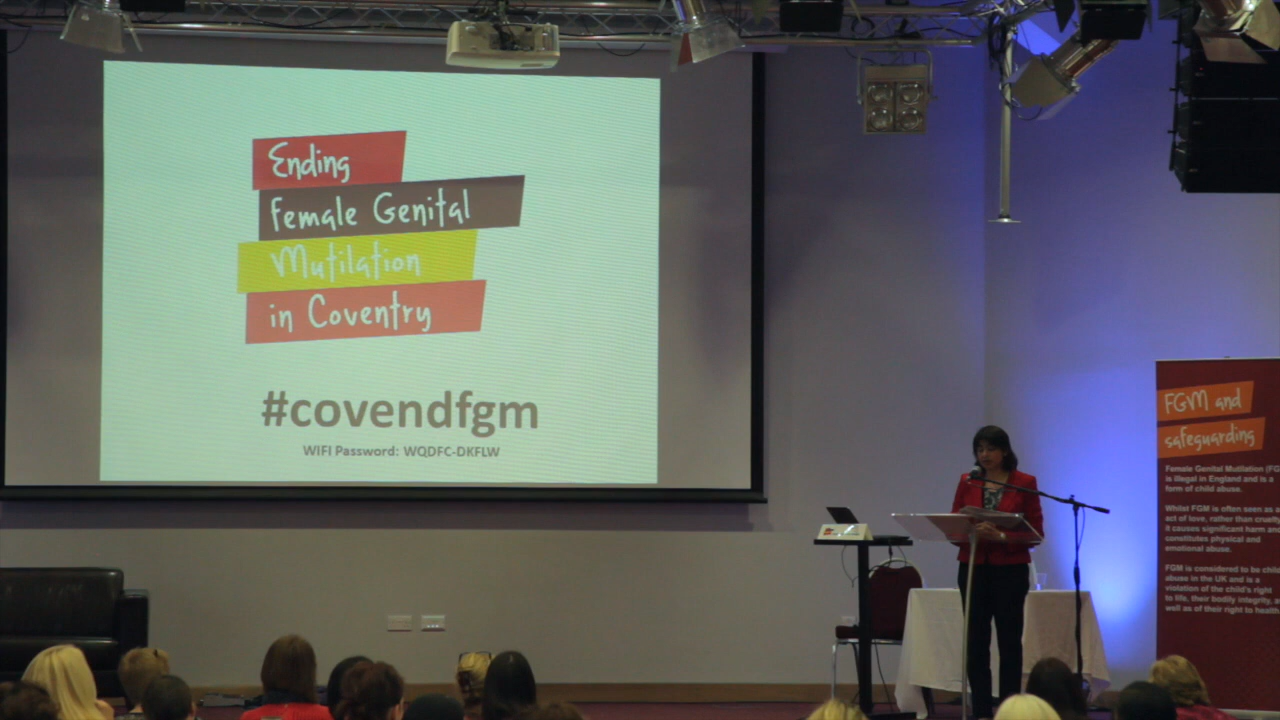 Ending
Female Genital
Mutilation
in Coventry
#covendfgm
WIFI Password: WQDFC-DKFLW
FGM and
safeguarding
Female Genital Mutilation (FG
is illegal in England and is a
form of child abuse.
Whilst FGM is often seen as a
act of love, rather than cruelty
it causes significant harm and
constitutes physical and
emotional abuse.
FGM is considered to be child
abuse in the UK and is a
violation of the child's right
to life, their bodily integrity, a
well as of their right to health